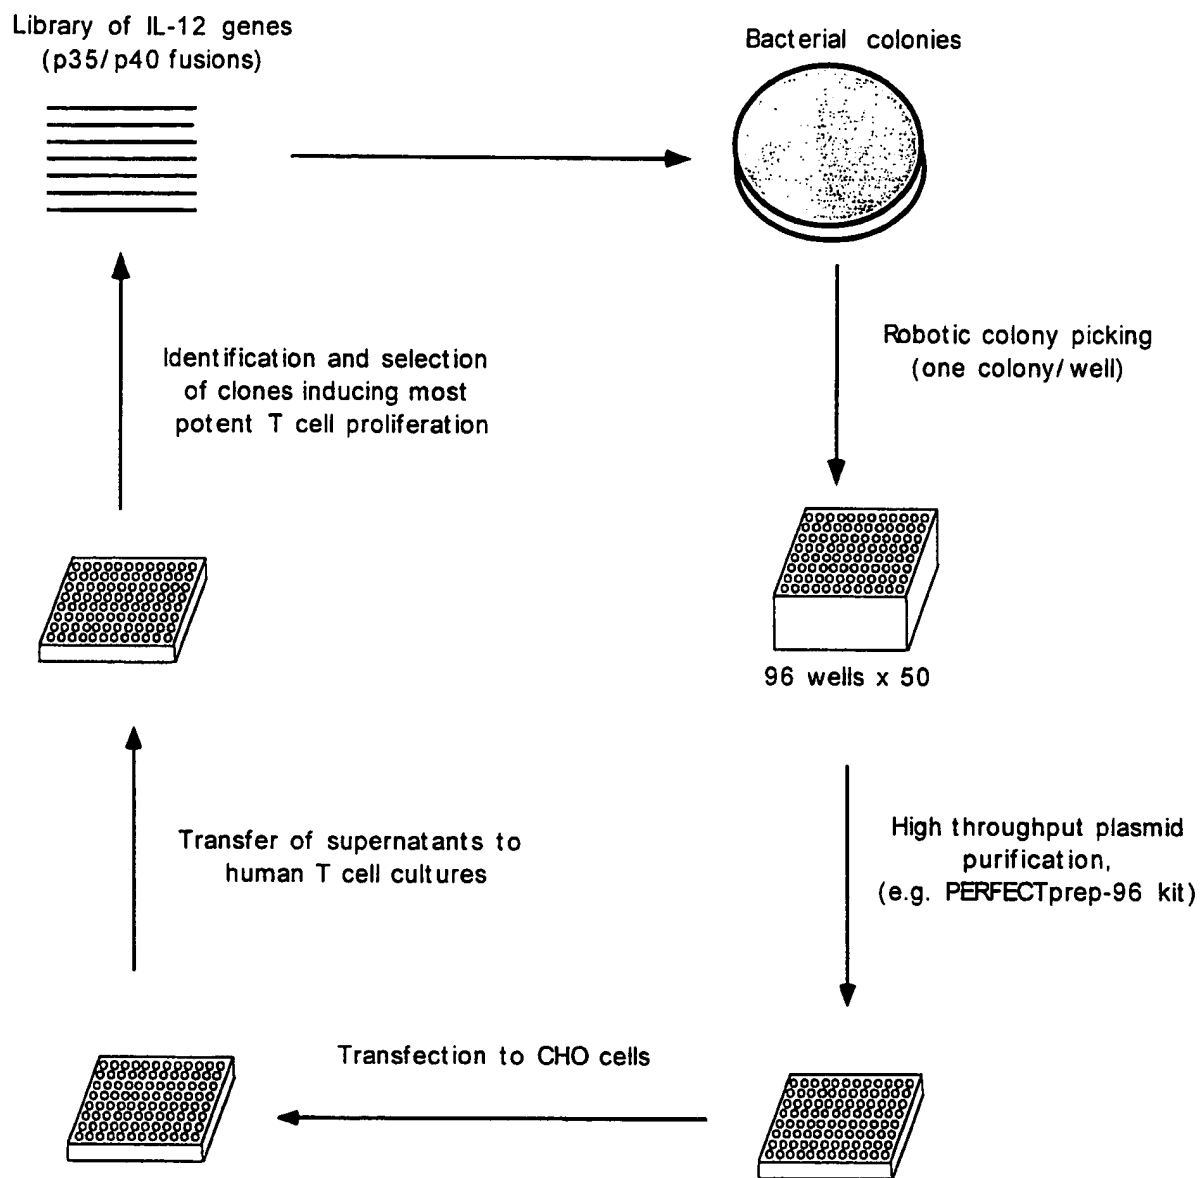 Library of IL-12 genes
(p35/p40 fusions)
Bacterial colonies
Robotic colony picking
(one colony/well)
Identification and selection
of clones inducing most
potent T cell proliferation
96 wells x 50
High throughput plasmid
purification,
(e.g. PERFECTprep-96 kit)
Transfer of supernatants to
human T cell cultures
Transfection to CHO cells